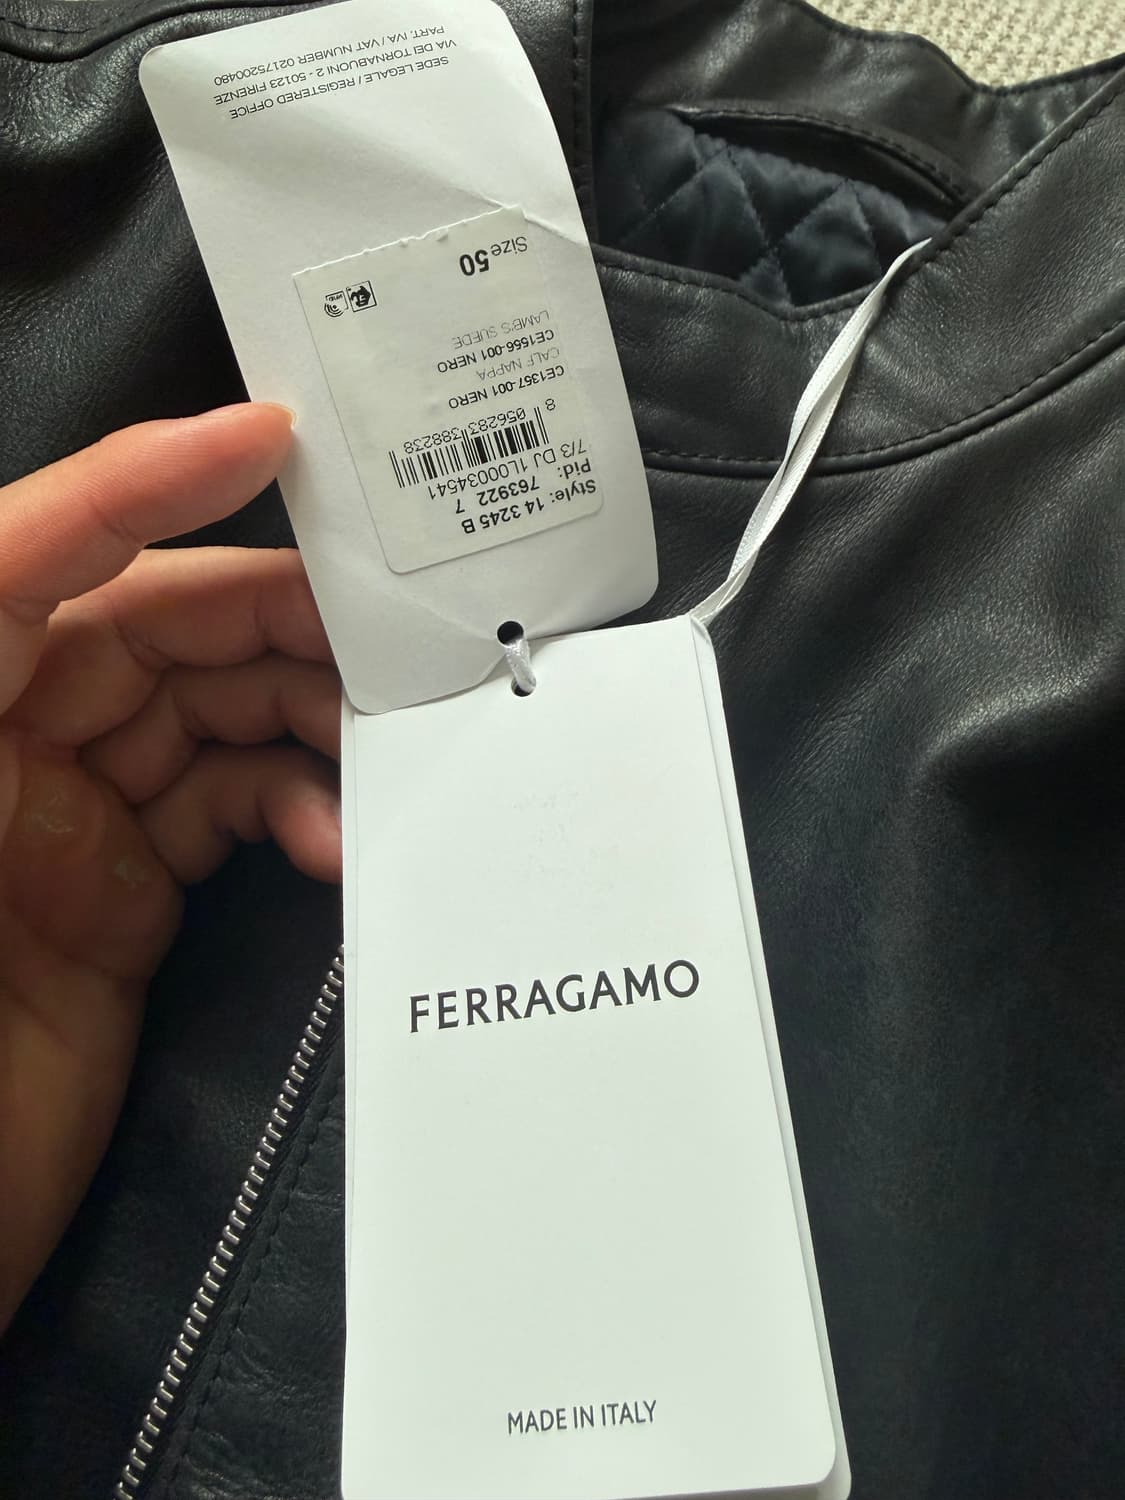 SEDE LEGALE / REGISTERED OFFICE
VIA DEI TORNABUONI 2 - 50123 FIRENZE
PART. IVA / VAT NUMBER 02175200480
Style: 14 3245 B
Pid: 763922 7
7/3 DJ 1L00034541
8 056283 388238
CE1357-001 NERO
CALF NAPPA
CE1556-001 NERO
LAMB'S SUEDE
Size 50
FERRAGAMO
MADE IN ITALY